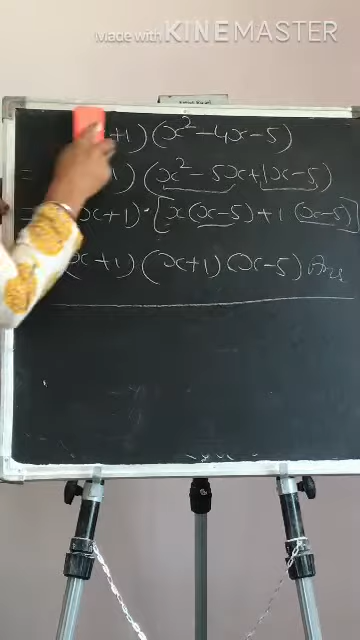 Made with KINEMASTER
+1) (x² - 4x - 5)
= 1) (x² - 5x + 1x - 5)
= (x + 1) · [x(x - 5) + 1 (x - 5)]
(x + 1) (x + 1) (x - 5) Ans